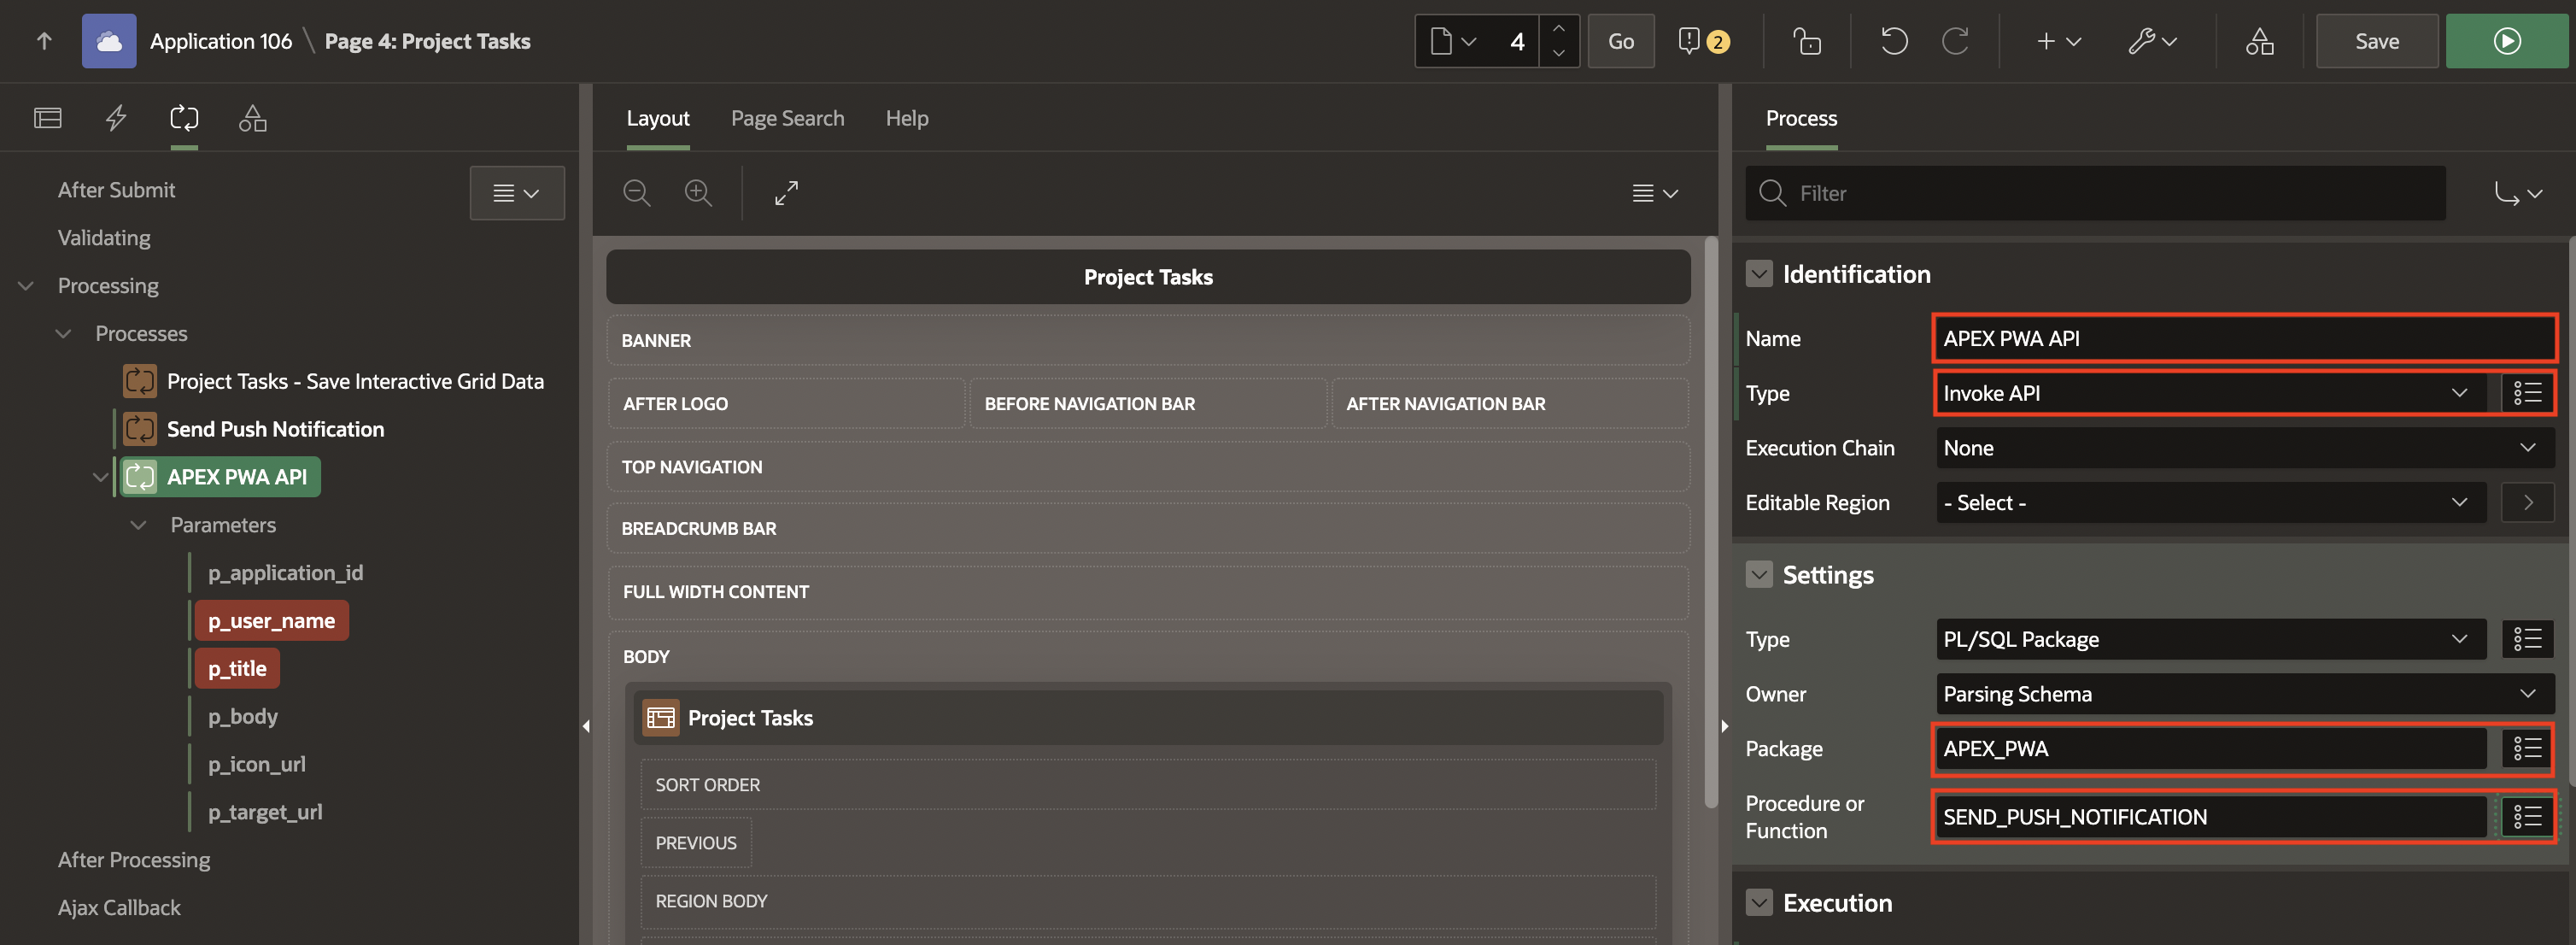 Application 106 \ Page 4: Project Tasks
4
Go
2
Save
After Submit
Validating
Processing
Processes
Project Tasks - Save Interactive Grid Data
Send Push Notification
APEX PWA API
Parameters
p_application_id
p_user_name
p_title
p_body
p_icon_url
p_target_url
After Processing
Ajax Callback
Layout Page Search Help
Project Tasks
BANNER
AFTER LOGO BEFORE NAVIGATION BAR AFTER NAVIGATION BAR
TOP NAVIGATION
BREADCRUMB BAR
FULL WIDTH CONTENT
BODY
Project Tasks
SORT ORDER
PREVIOUS
REGION BODY
Process
Filter
Identification
Name APEX PWA API
Type Invoke API
Execution Chain None
Editable Region - Select -
Settings
Type PL/SQL Package
Owner Parsing Schema
Package APEX_PWA
Procedure or
Function SEND_PUSH_NOTIFICATION
Execution